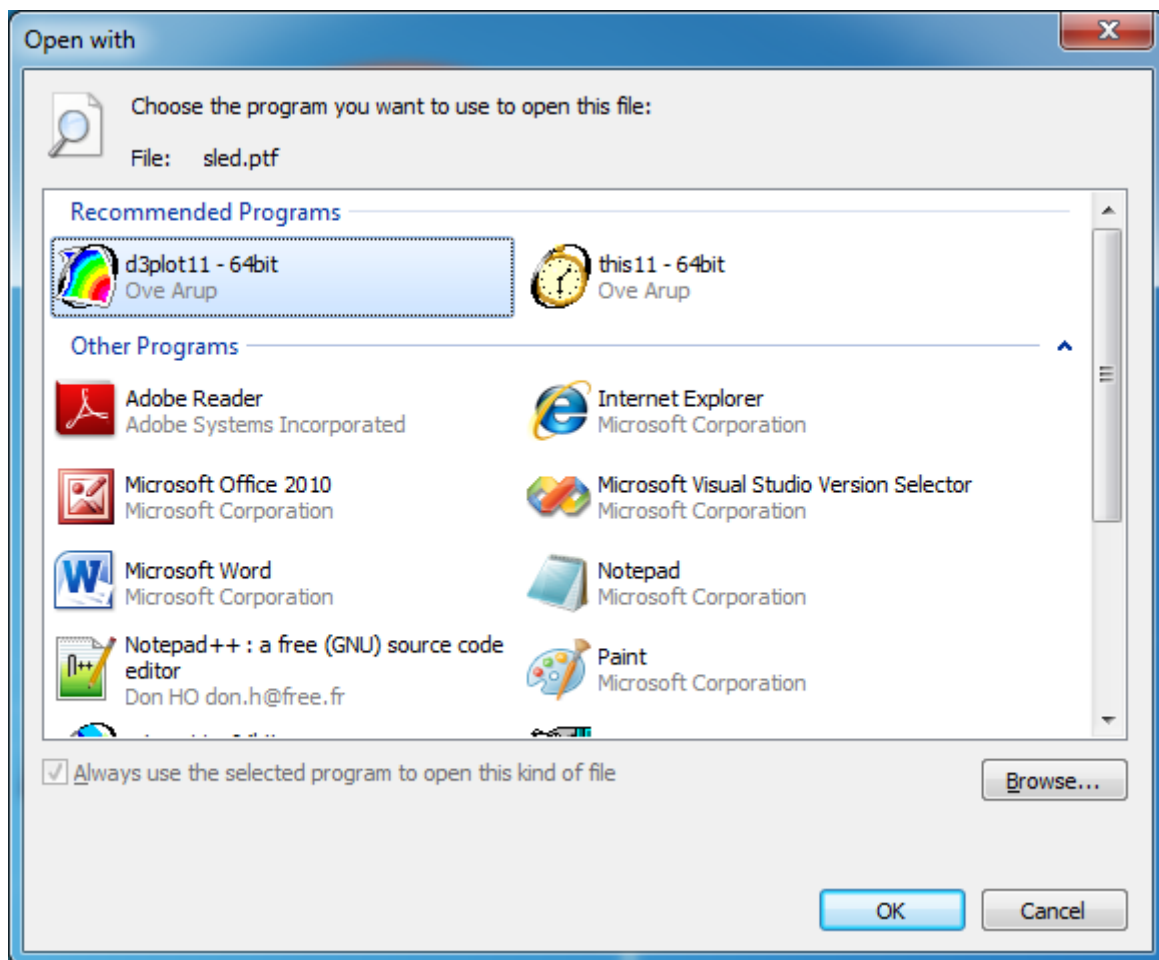 Open with
Choose the program you want to use to open this file:
File: sled.ptf
Recommended Programs
d3plot11 - 64bit
Ove Arup
this11 - 64bit
Ove Arup
Other Programs
Adobe Reader
Adobe Systems Incorporated
Internet Explorer
Microsoft Corporation
Microsoft Office 2010
Microsoft Corporation
Microsoft Visual Studio Version Selector
Microsoft Corporation
Microsoft Word
Microsoft Corporation
Notepad
Microsoft Corporation
Notepad++ : a free (GNU) source code
editor
Don HO don.h@free.fr
Paint
Microsoft Corporation
Always use the selected program to open this kind of file
Browse...
OK
Cancel